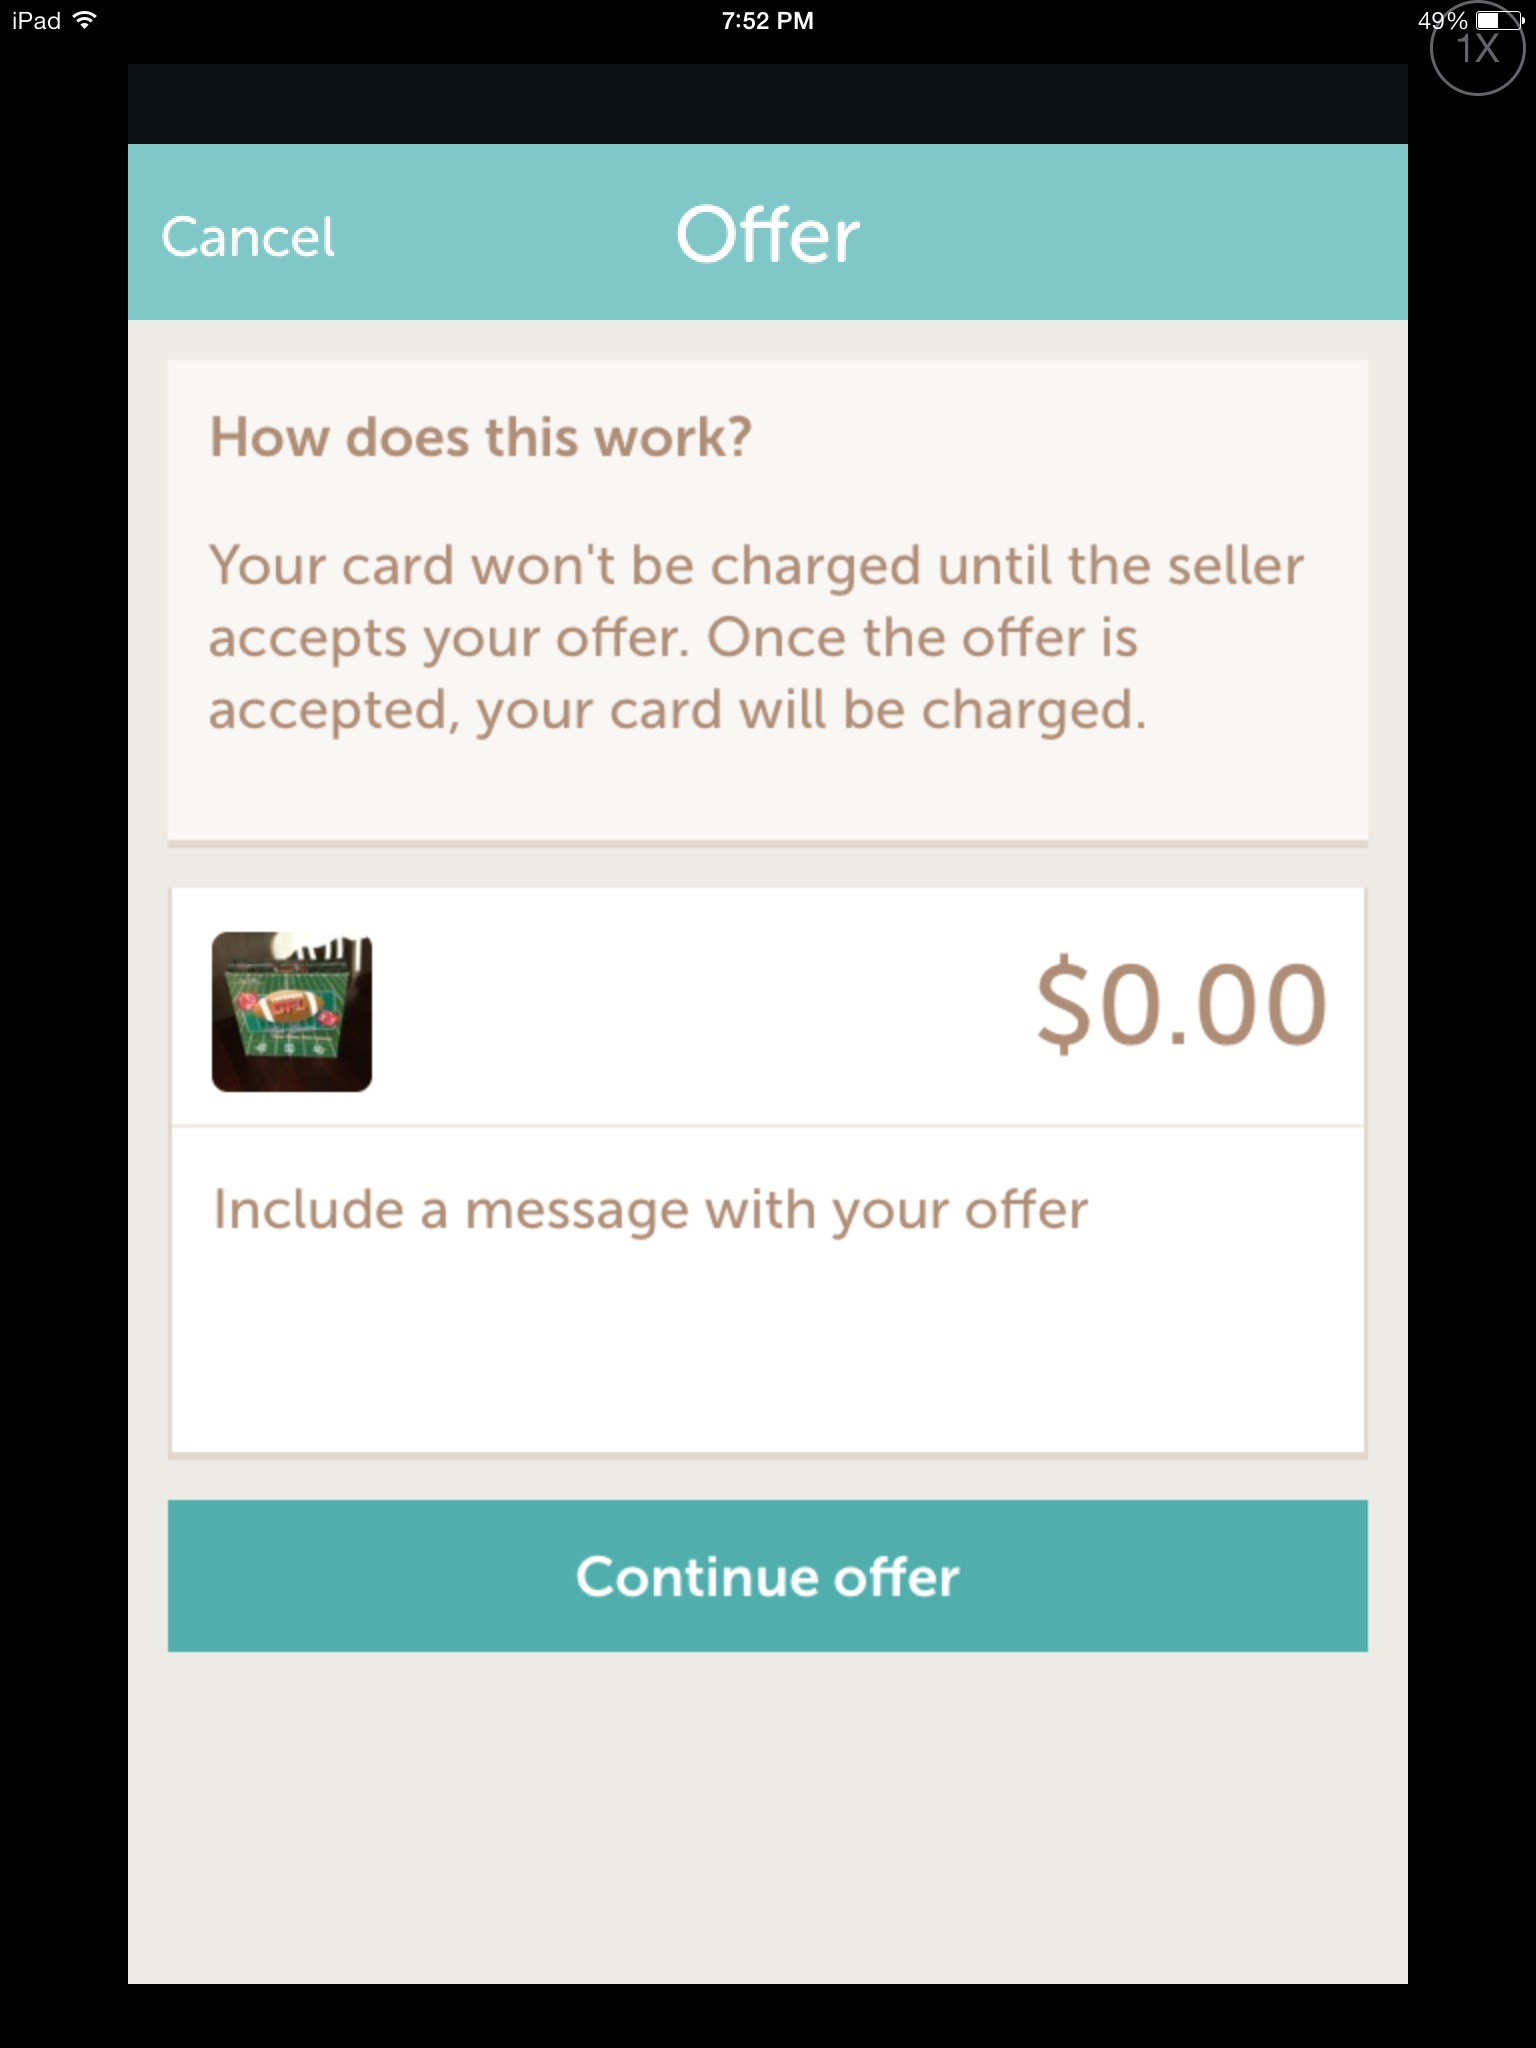 iPad
7:52 PM
49%
1X
Cancel
Offer
How does this work?
Your card won't be charged until the seller
accepts your offer. Once the offer is
accepted, your card will be charged.
$0.00
Include a message with your offer
Continue offer